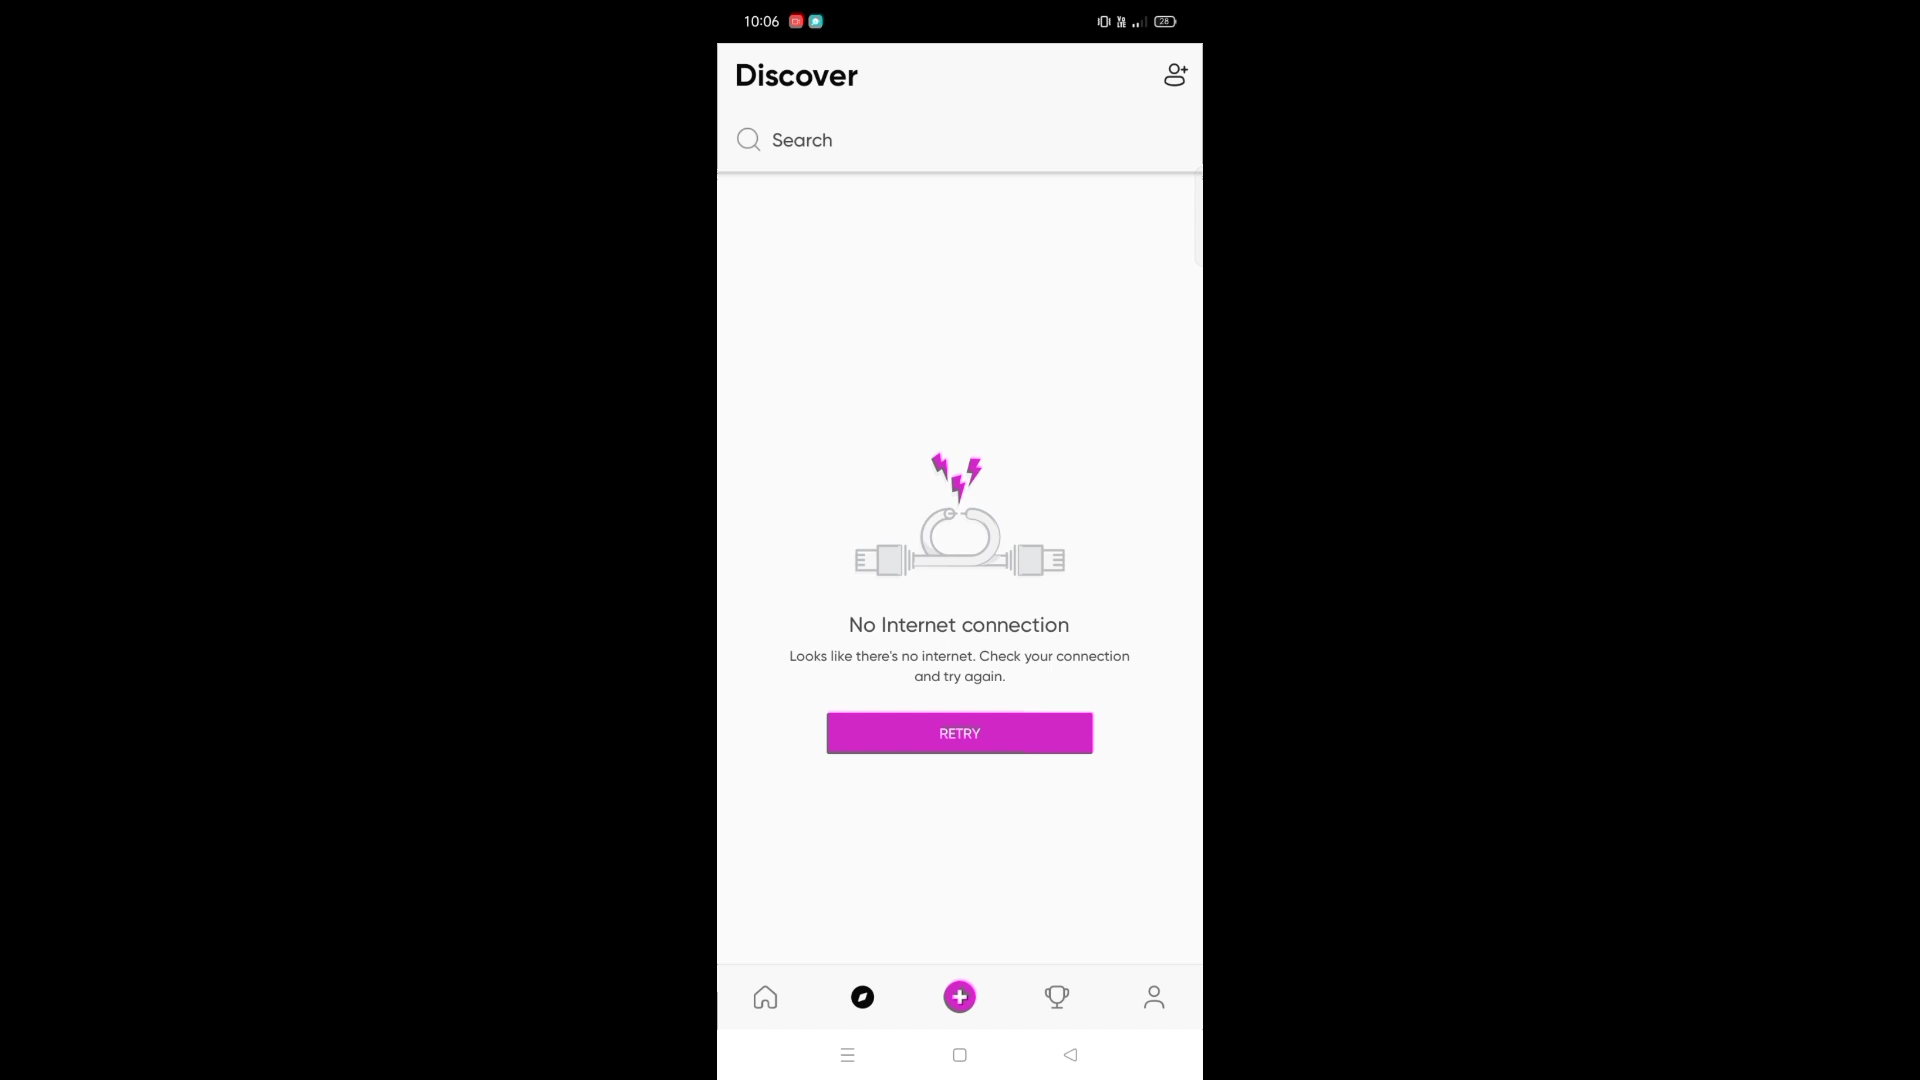 10:06
28
Discover
Search
No Internet connection
Looks like there's no internet. Check your connection
and try again.
RETRY